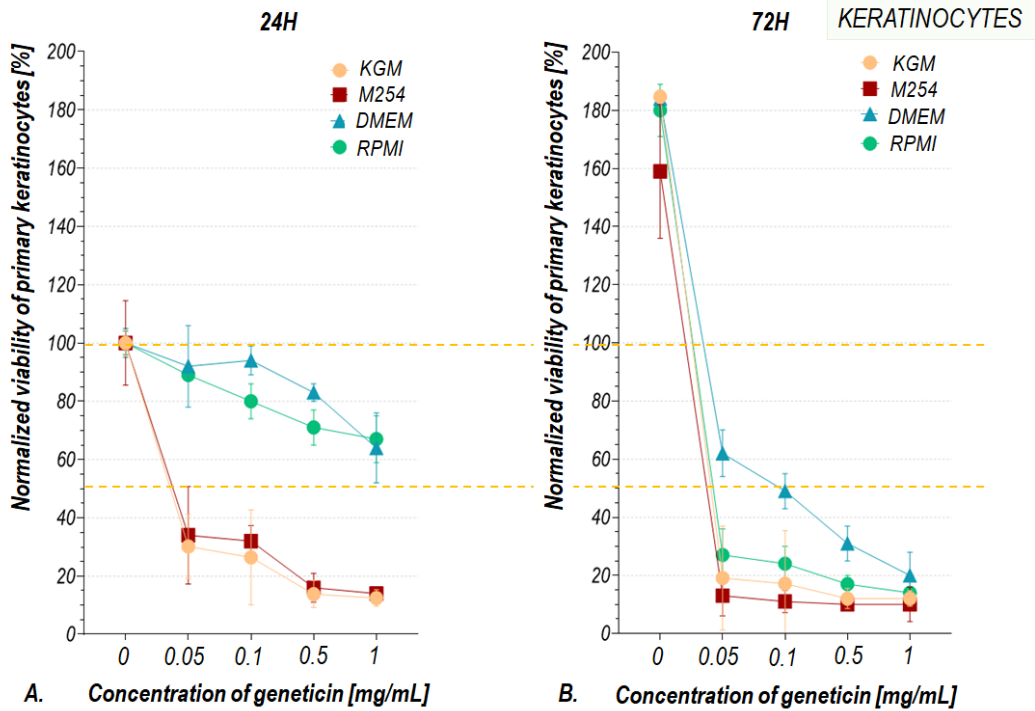 KERATINOCYTES
24H
Normalized viability of primary keratinocytes [%]
200
180
160
140
120
100
80
60
40
20
0
KGM
M254
DMEM
RPMI
0 0.05 0.1 0.5 1
A. Concentration of geneticin [mg/mL]
72H
Normalized viability of primary keratinocytes [%]
200
180
160
140
120
100
80
60
40
20
0
KGM
M254
DMEM
RPMI
0 0.05 0.1 0.5 1
B. Concentration of geneticin [mg/mL]